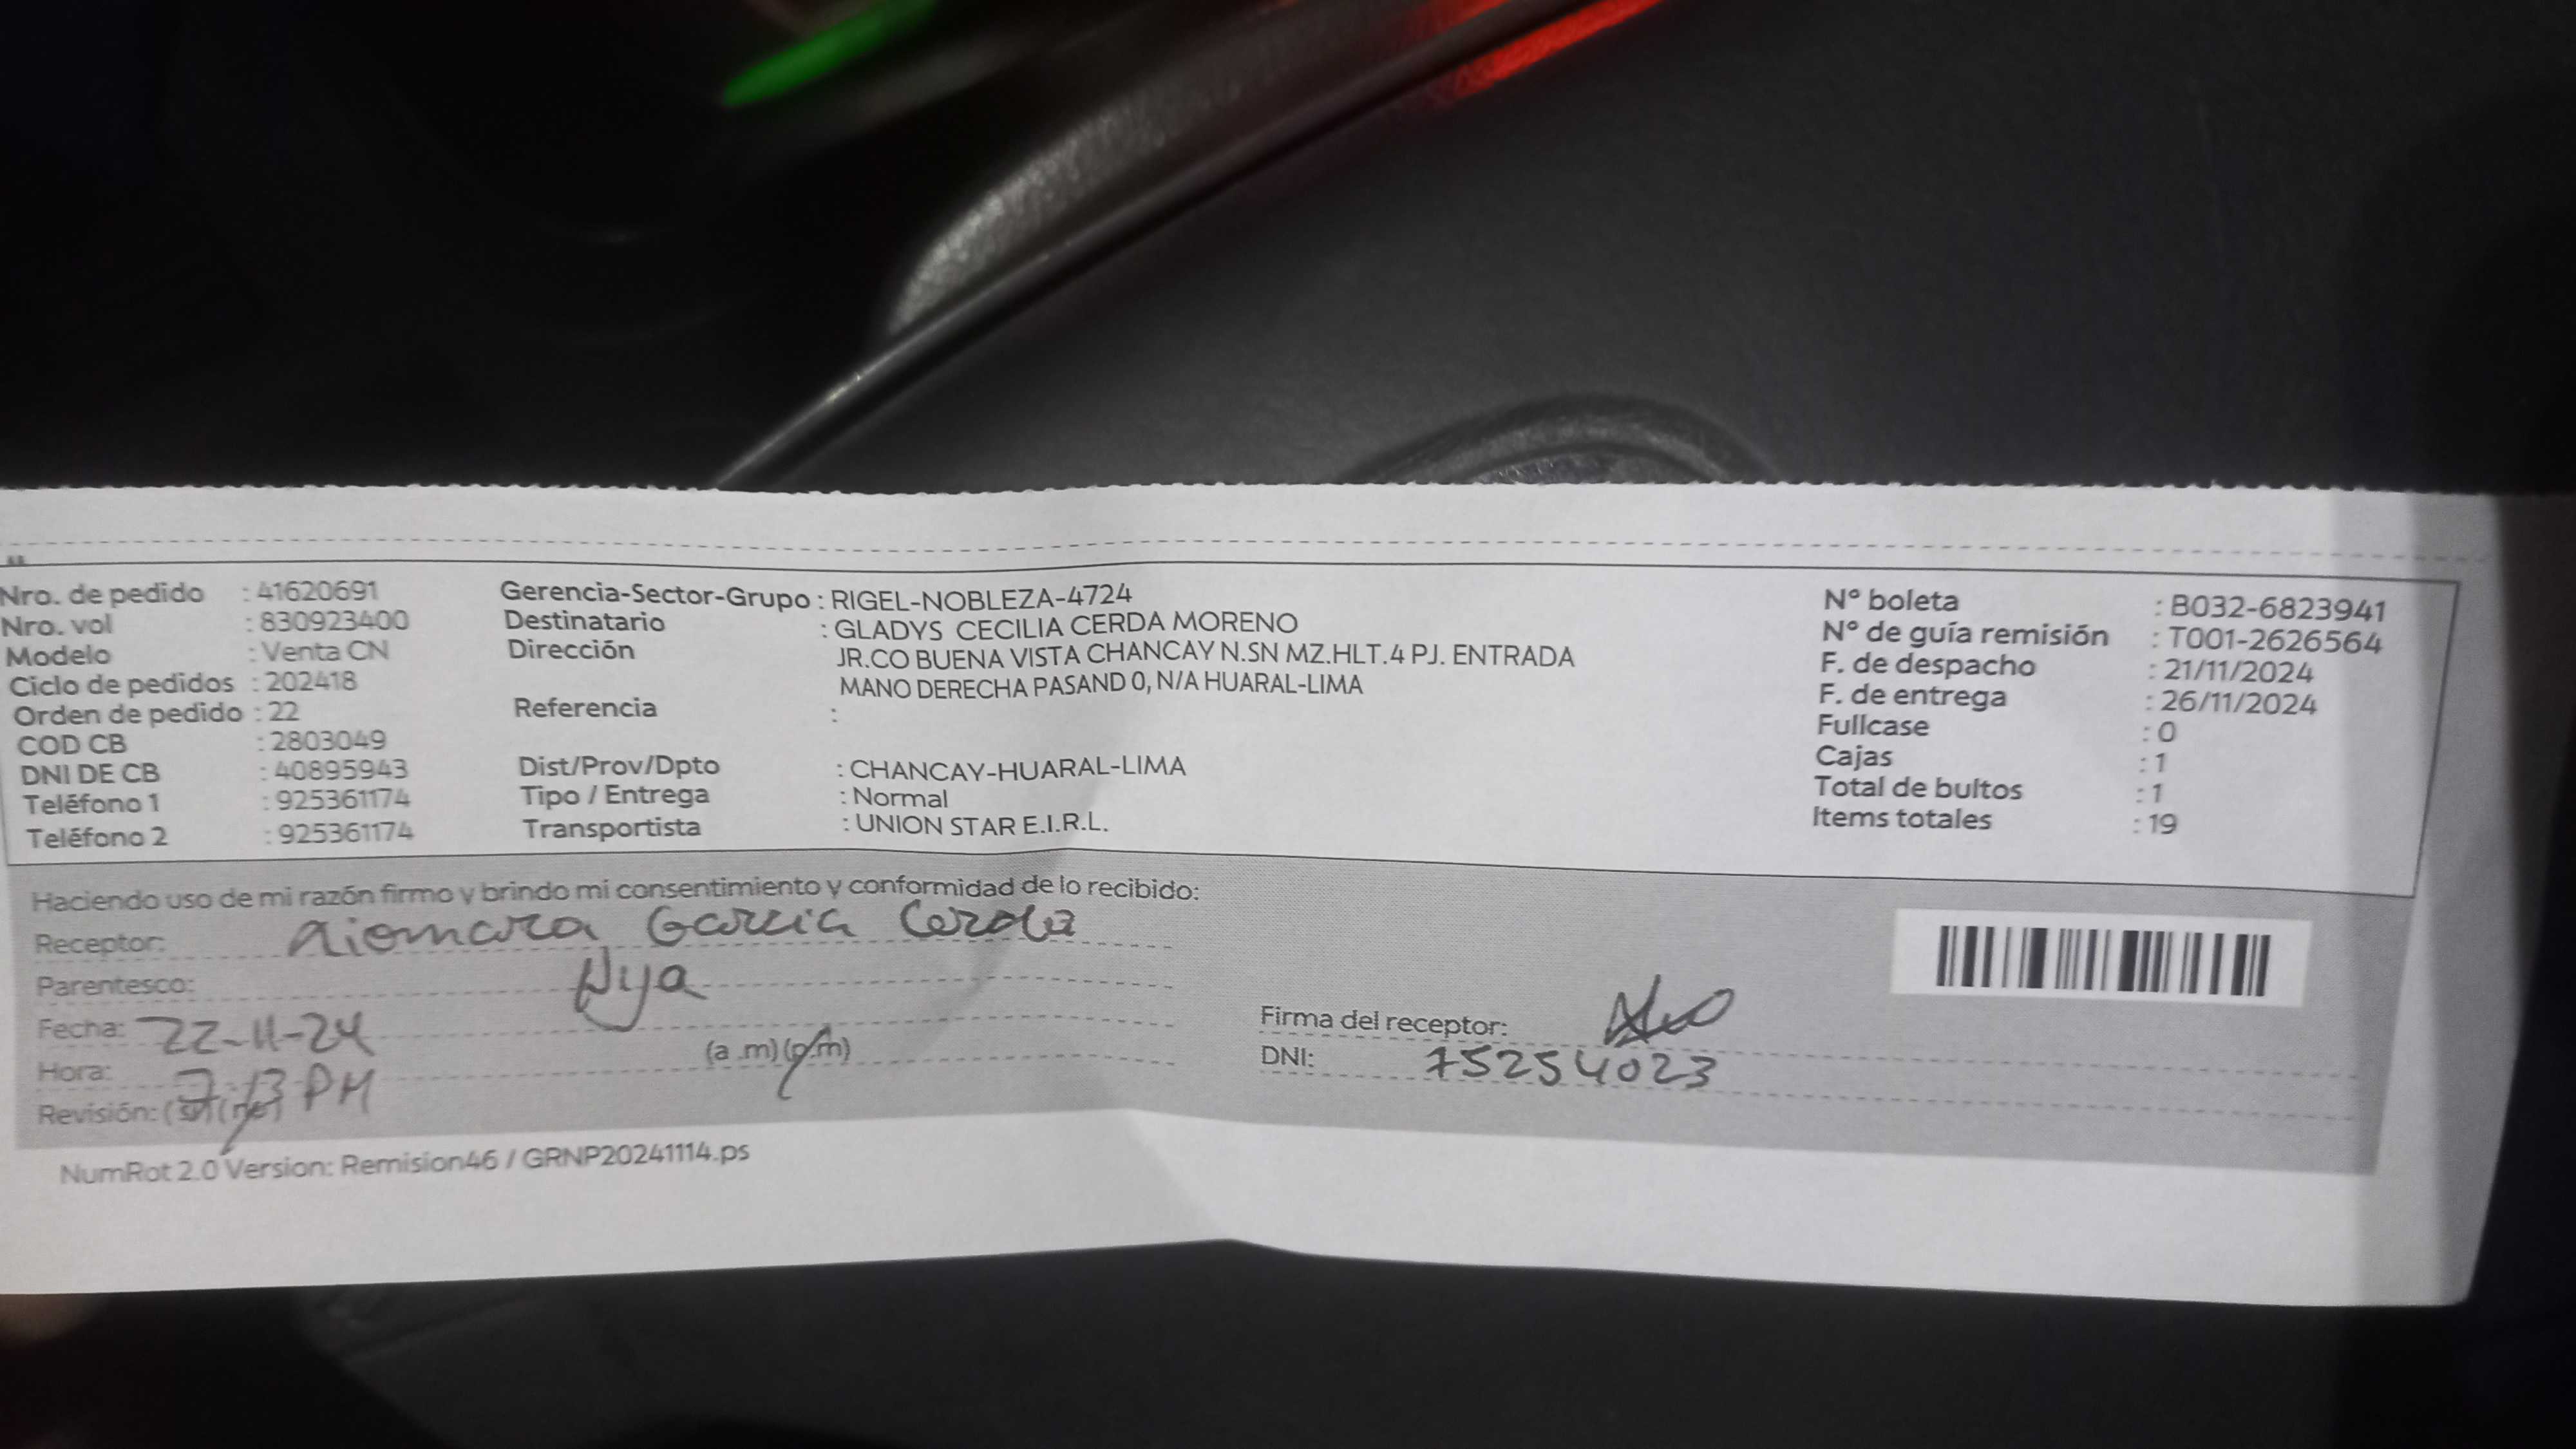 Nro. de pedido : 41620691
Nro. vol : 830923400
Modelo : Venta CN
Ciclo de pedidos : 202418
Orden de pedido : 22
COD CB : 2803049
DNI DE CB : 40895943
Teléfono 1 : 925361174
Teléfono 2 : 925361174
Gerencia-Sector-Grupo : RIGEL-NOBLEZA-4724
Destinatario : GLADYS CECILIA CERDA MORENO
Dirección JR.CO BUENA VISTA CHANCAY N.SN MZ.HLT.4 PJ. ENTRADA
MANO DERECHA PASAND 0, N/A HUARAL-LIMA
Referencia :
Dist/Prov/Dpto : CHANCAY-HUARAL-LIMA
Tipo / Entrega : Normal
Transportista : UNION STAR E.I.R.L.
N° boleta : B032-6823941
N° de guía remisión : T001-2626564
F. de despacho : 21/11/2024
F. de entrega : 26/11/2024
Fullcase : 0
Cajas : 1
Total de bultos : 1
Items totales : 19
Haciendo uso de mi razón firmo y brindo mi consentimiento y conformidad de lo recibido:
Receptor: Xiomara Garcia Cerda
Parentesco: Hija
Fecha: 22-11-24
Hora: 7:13 PM (a .m) (p.m)
Revisión: (si) (no)
Firma del receptor:
DNI: 75254023
NumRot 2.0 Version: Remision46 / GRNP20241114.ps